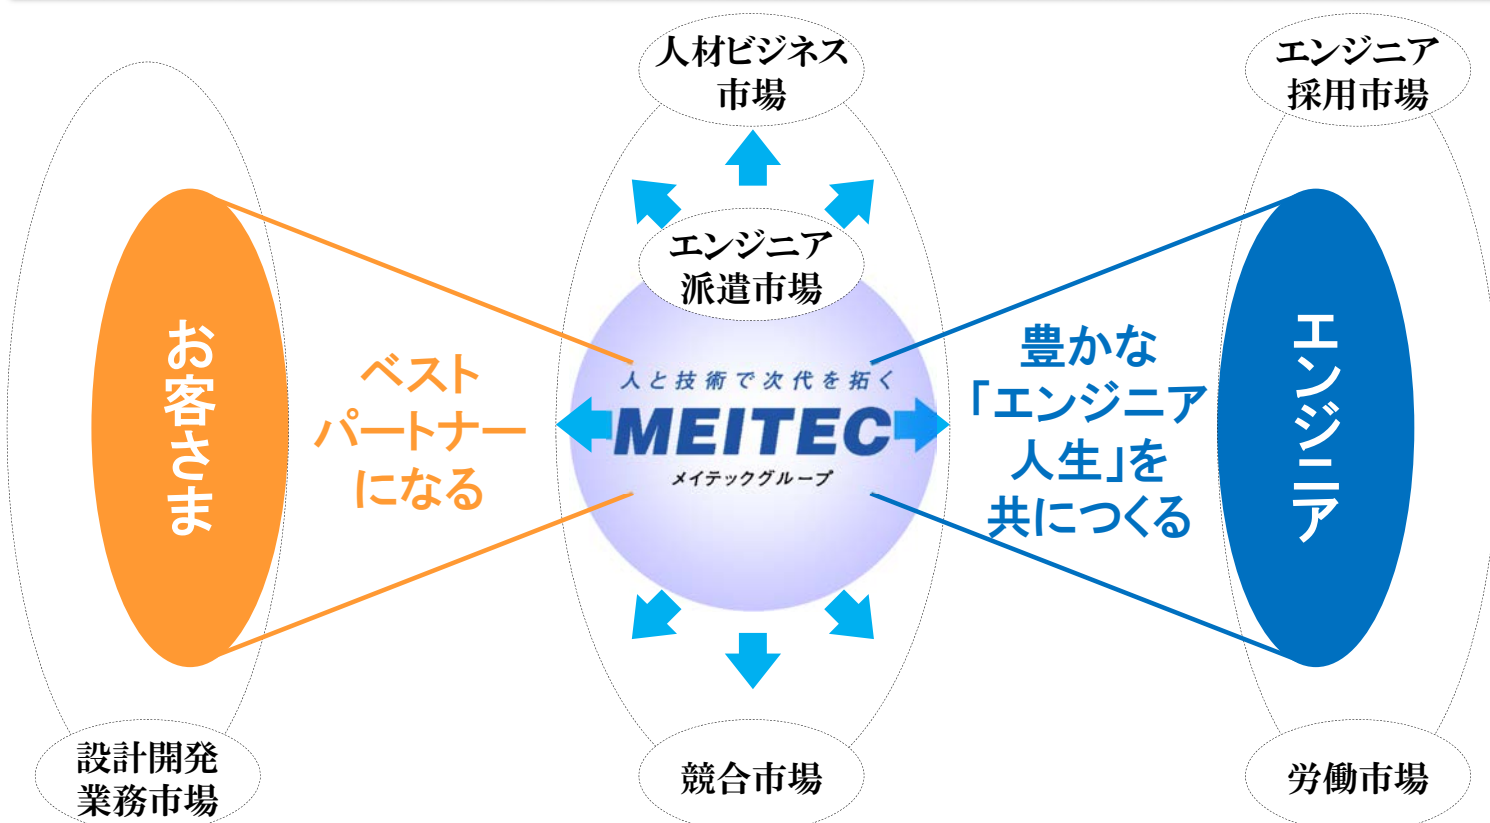 人材ビジネス
市場
エンジニア
採用市場
エンジニア
派遣市場
お客さま
ベスト
パートナー
になる
人と技術で次代を拓く
MEITEC
メイテックグループ
豊かな
「エンジニア
人生」を
共につくる
エンジニア
設計開発
業務市場
競合市場
労働市場